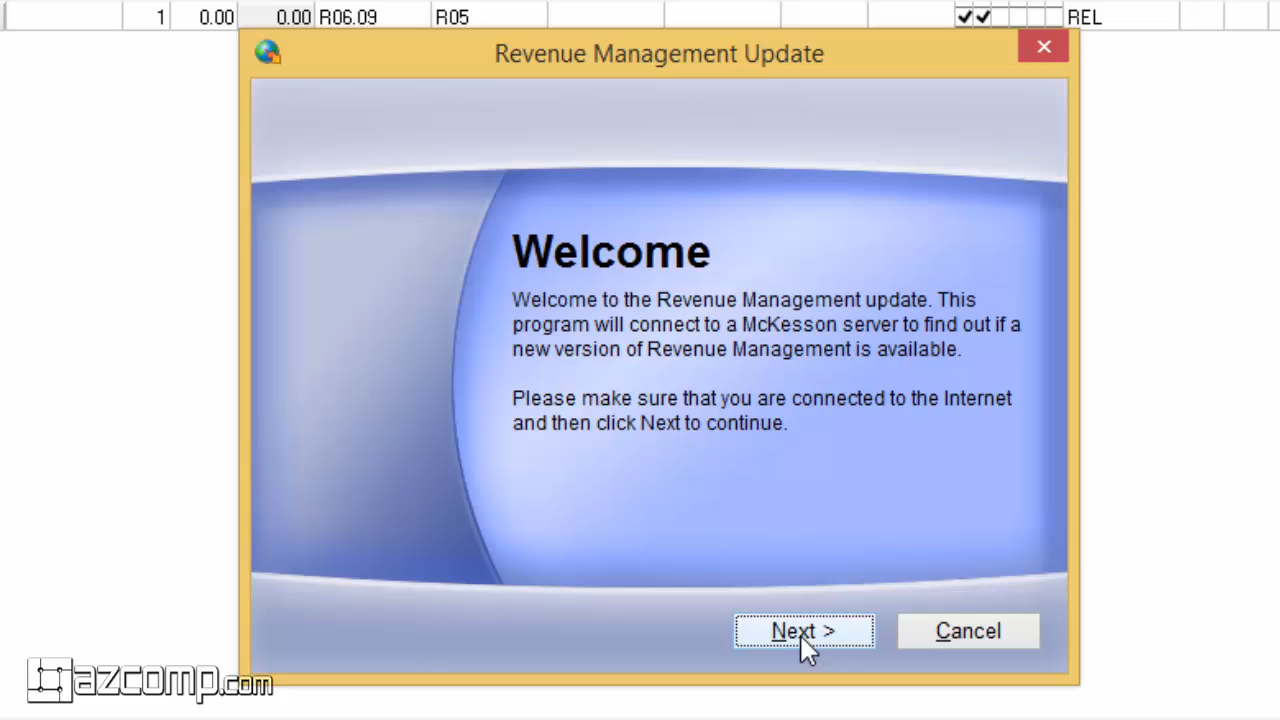 1 0.00 0.00 R06.09 R05 REL
Revenue Management Update
Welcome
Welcome to the Revenue Management update. This
program will connect to a McKesson server to find out if a
new version of Revenue Management is available.
Please make sure that you are connected to the Internet
and then click Next to continue.
Next > Cancel
azcomp.com